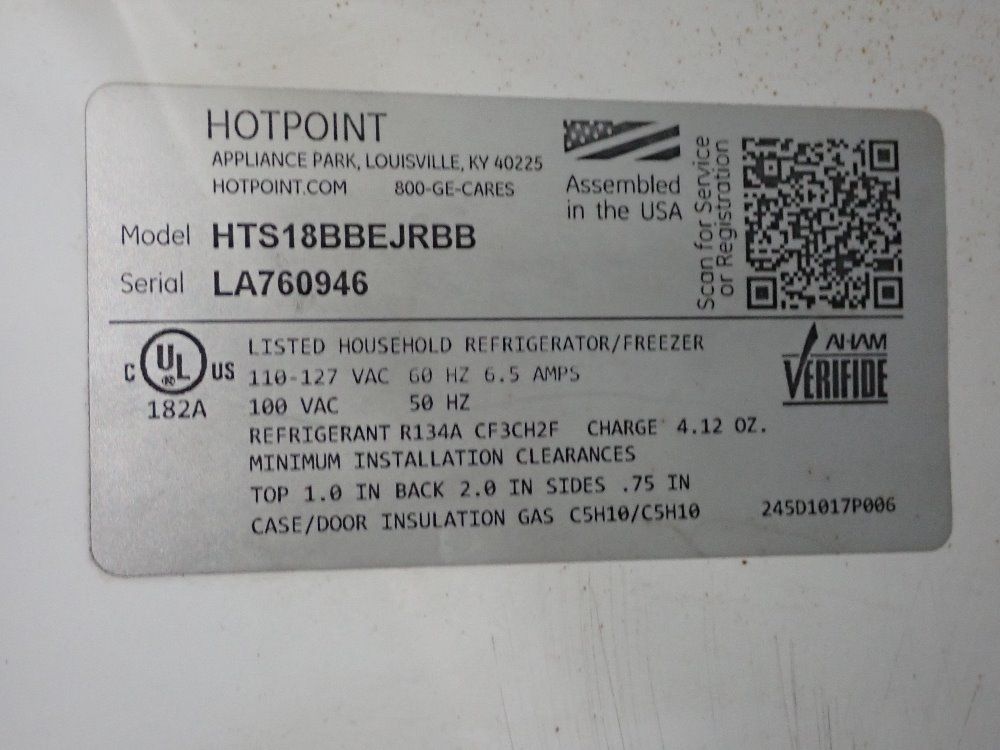 HOTPOINT
APPLIANCE PARK, LOUISVILLE, KY 40225
HOTPOINT.COM 800-GE-CARES
Assembled
in the USA
Scan for Service
or Registration
Model HTS18BBEJRBB
Serial LA760946
C UL US
182A
LISTED HOUSEHOLD REFRIGERATOR/FREEZER
110-127 VAC 60 HZ 6.5 AMPS
100 VAC 50 HZ
REFRIGERANT R134A CF3CH2F CHARGE 4.12 OZ.
MINIMUM INSTALLATION CLEARANCES
TOP 1.0 IN BACK 2.0 IN SIDES .75 IN
CASE/DOOR INSULATION GAS C5H10/C5H10
AHAM
VERIFIDE
245D1017P006